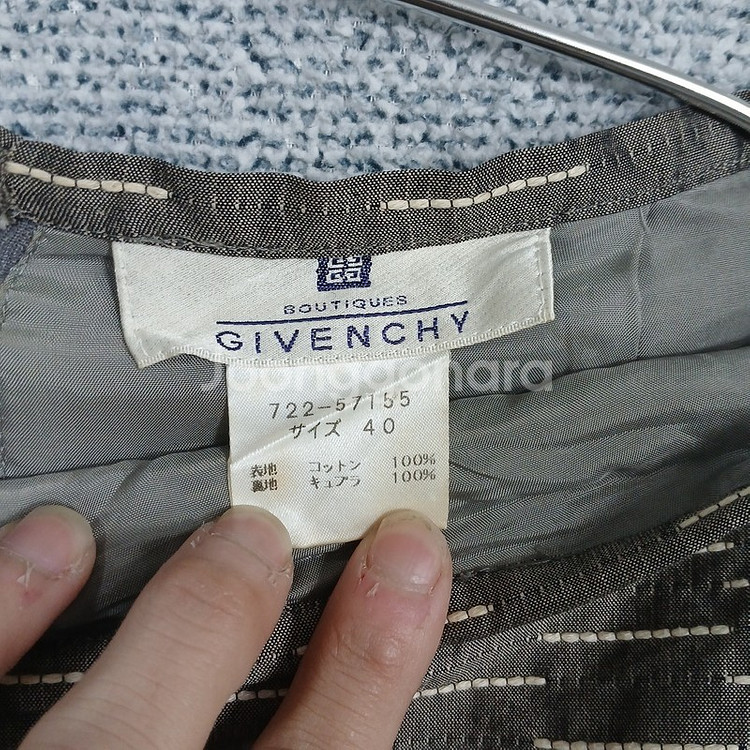 BOUTIQUES
GIVENCHY
Joongonara
722-57155
サイズ 40
表地 コットン 100%
裏地 キュプラ 100%